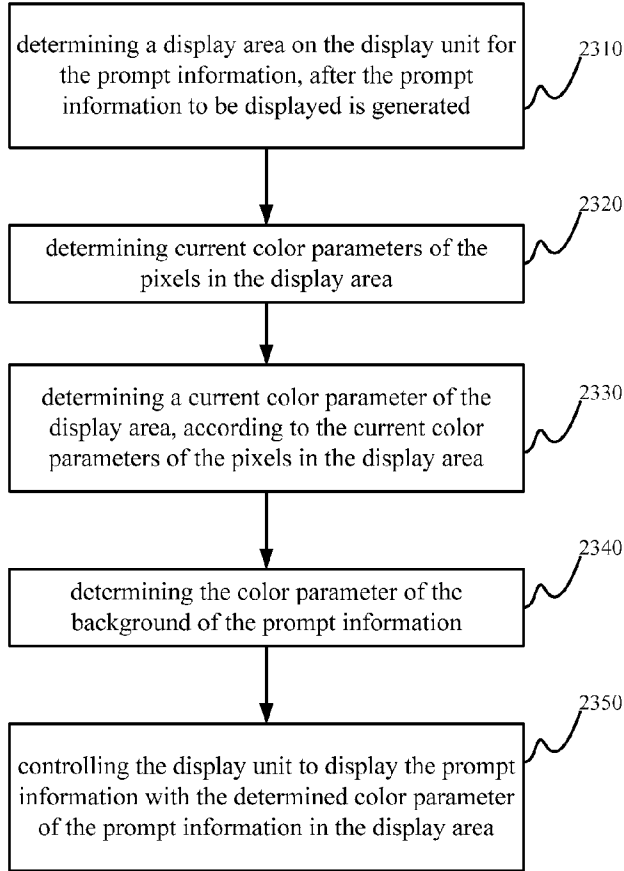 determining a display area on the display unit for
the prompt information, after the prompt
information to be displayed is generated
2310
determining current color parameters of the
pixels in the display area
2320
determining a current color parameter of the
display area, according to the current color
parameters of the pixels in the display area
2330
determining the color parameter of the
background of the prompt information
2340
controlling the display unit to display the prompt
information with the determined color parameter
of the prompt information in the display area
2350